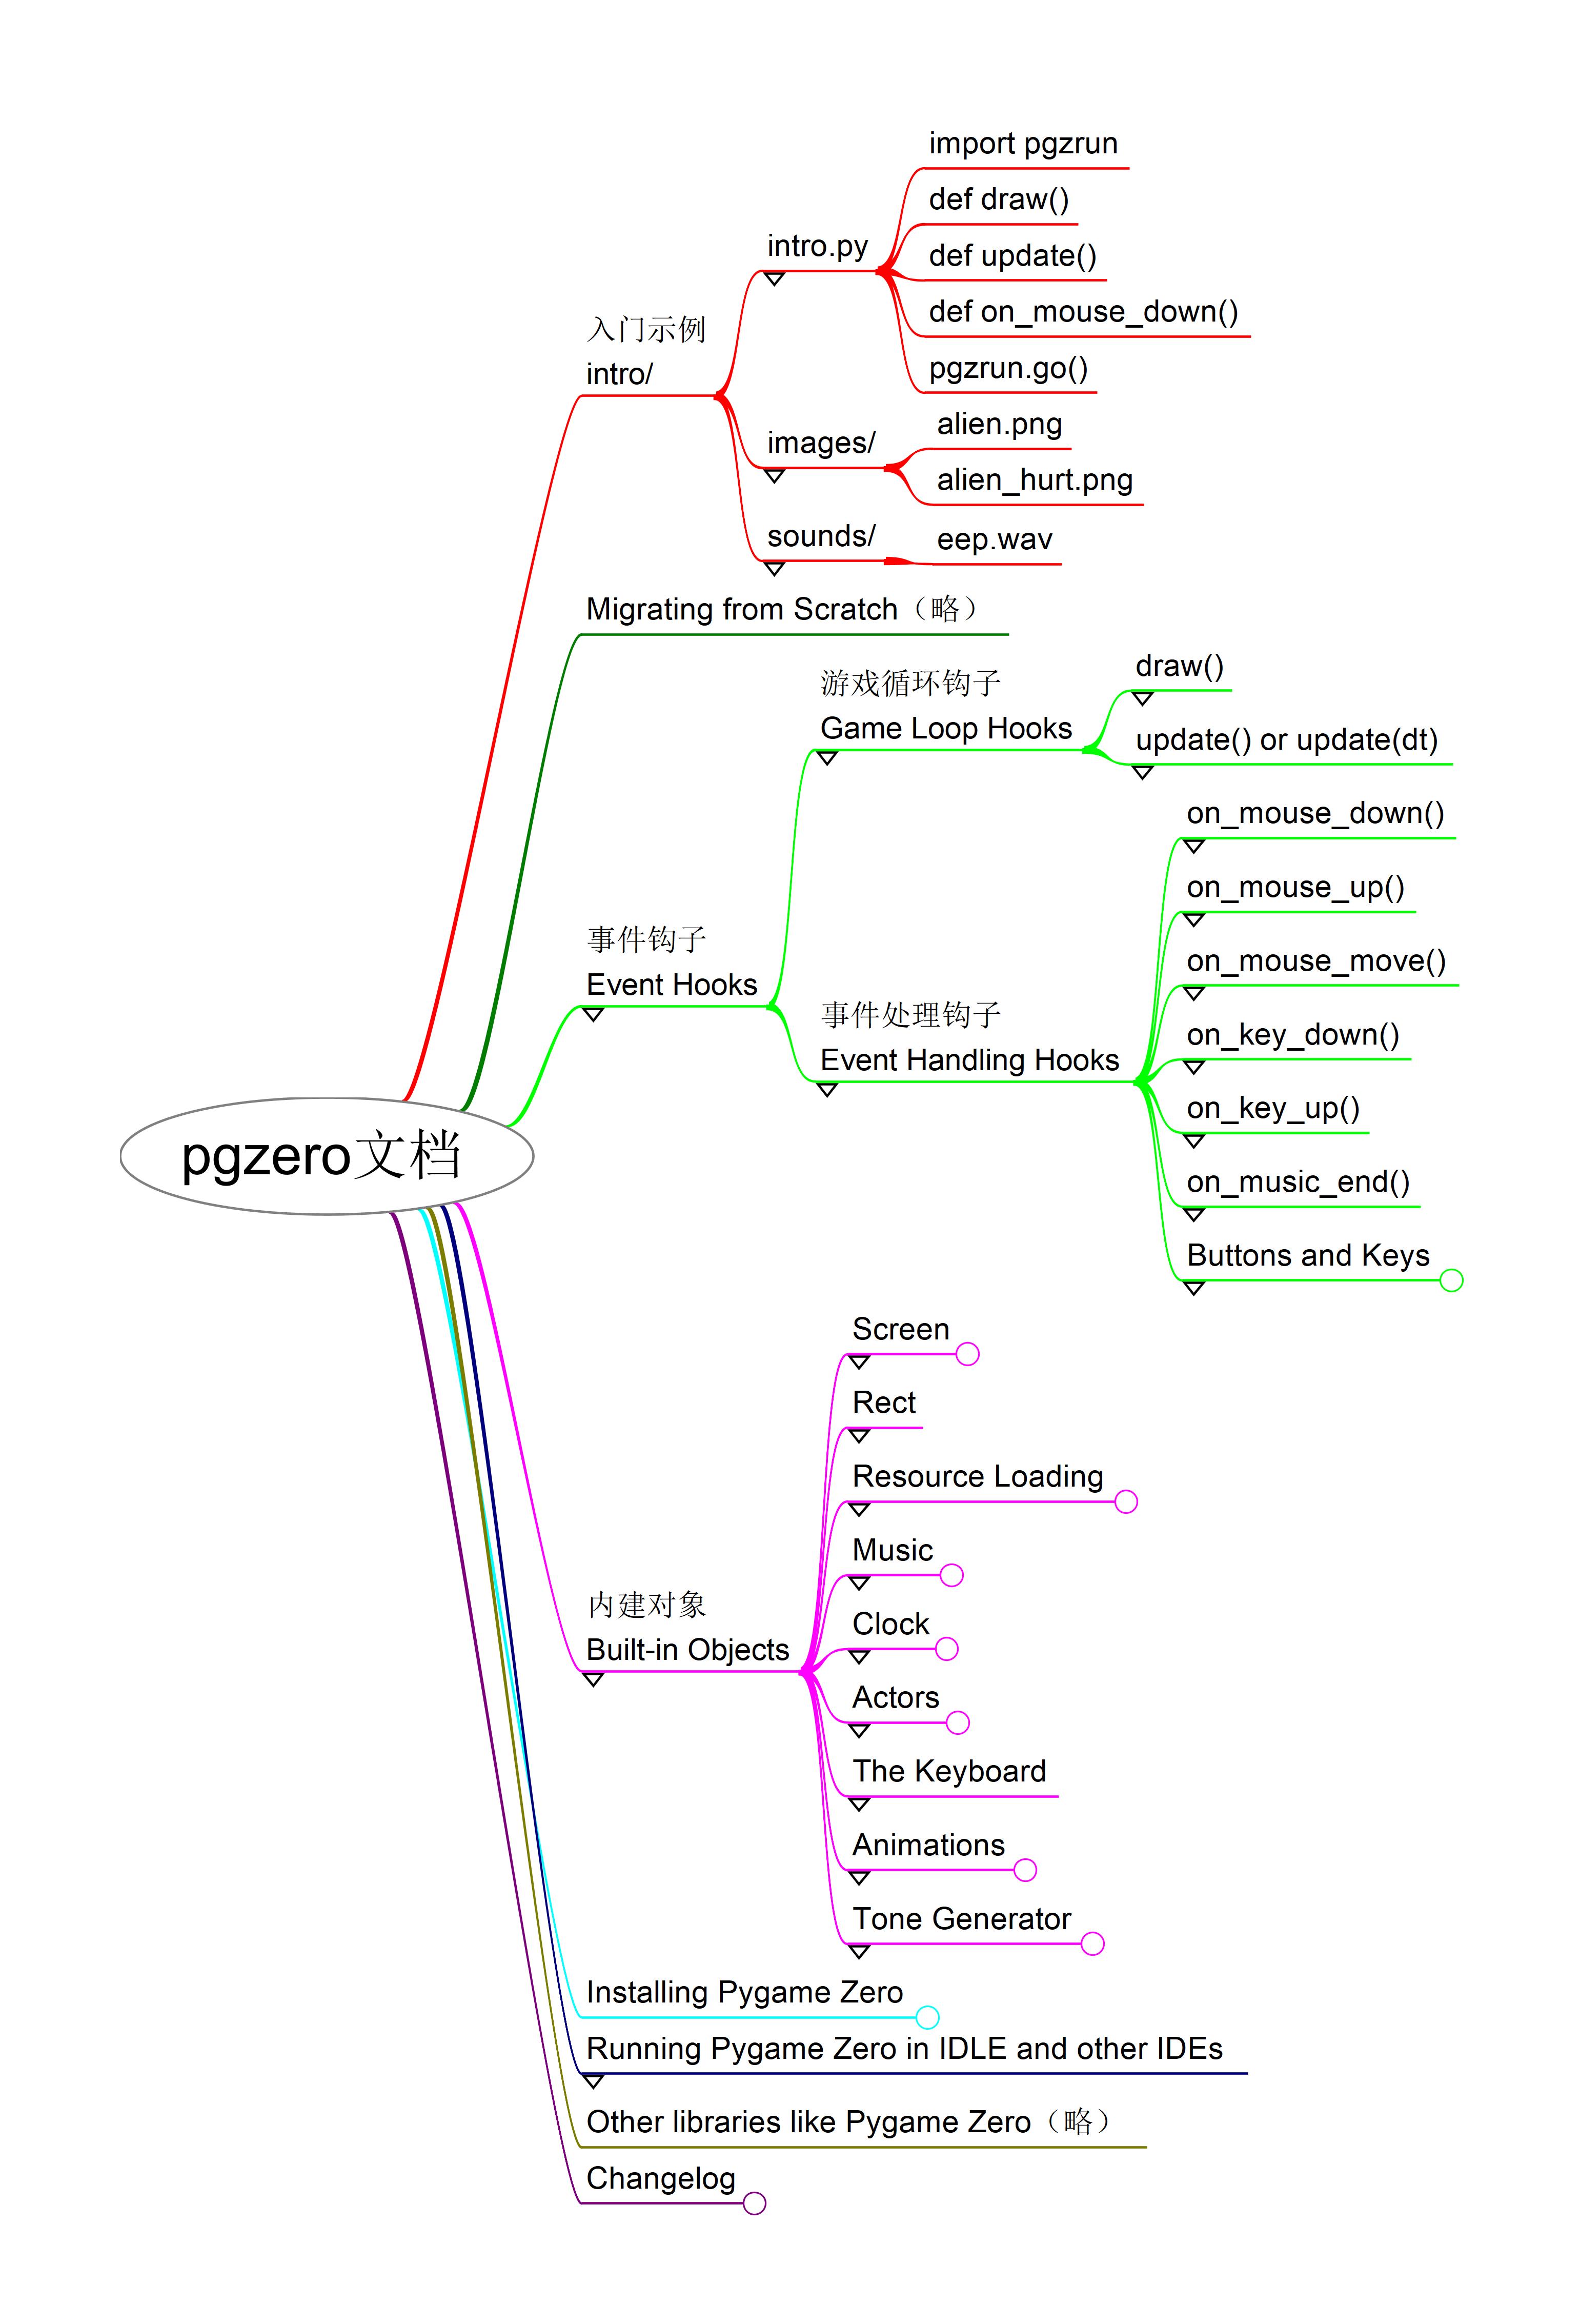 import pgzrun
def draw()
intro.py
def update()
def on_mouse_down()
入门示例
intro/
pgzrun.go()
images/
alien.png
alien_hurt.png
sounds/
eep.wav
Migrating from Scratch（略）
游戏循环钩子
Game Loop Hooks
draw()
update() or update(dt)
事件钩子
Event Hooks
事件处理钩子
Event Handling Hooks
on_mouse_down()
on_mouse_up()
on_mouse_move()
on_key_down()
on_key_up()
on_music_end()
Buttons and Keys
pgzero文档
内建对象
Built-in Objects
Screen
Rect
Resource Loading
Music
Clock
Actors
The Keyboard
Animations
Tone Generator
Installing Pygame Zero
Running Pygame Zero in IDLE and other IDEs
Other libraries like Pygame Zero（略）
Changelog